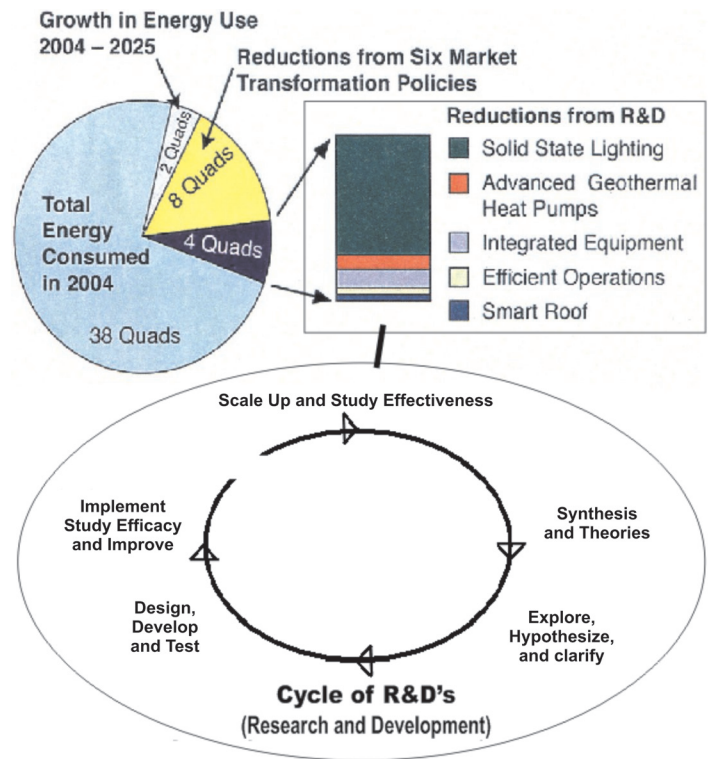 Growth in Energy Use
2004 – 2025
Reductions from Six Market
Transformation Policies
2 Quads
8 Quads
4 Quads
Total
Energy
Consumed
in 2004
38 Quads
Reductions from R&D
Solid State Lighting
Advanced Geothermal
Heat Pumps
Integrated Equipment
Efficient Operations
Smart Roof
Scale Up and Study Effectiveness
Synthesis
and Theories
Explore,
Hypothesize,
and clarify
Design,
Develop
and Test
Implement
Study Efficacy
and Improve
Cycle of R&D's
(Research and Development)